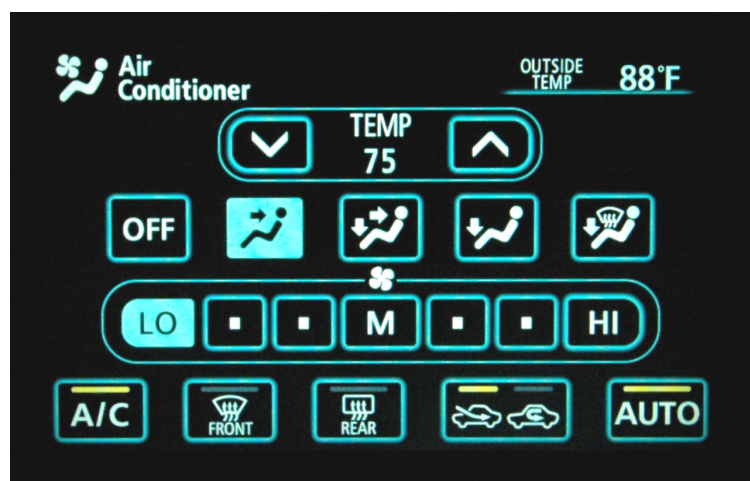 Air
Conditioner
OUTSIDE
TEMP 88°F
TEMP
75
OFF
LO M HI
A/C
FRONT
REAR
AUTO